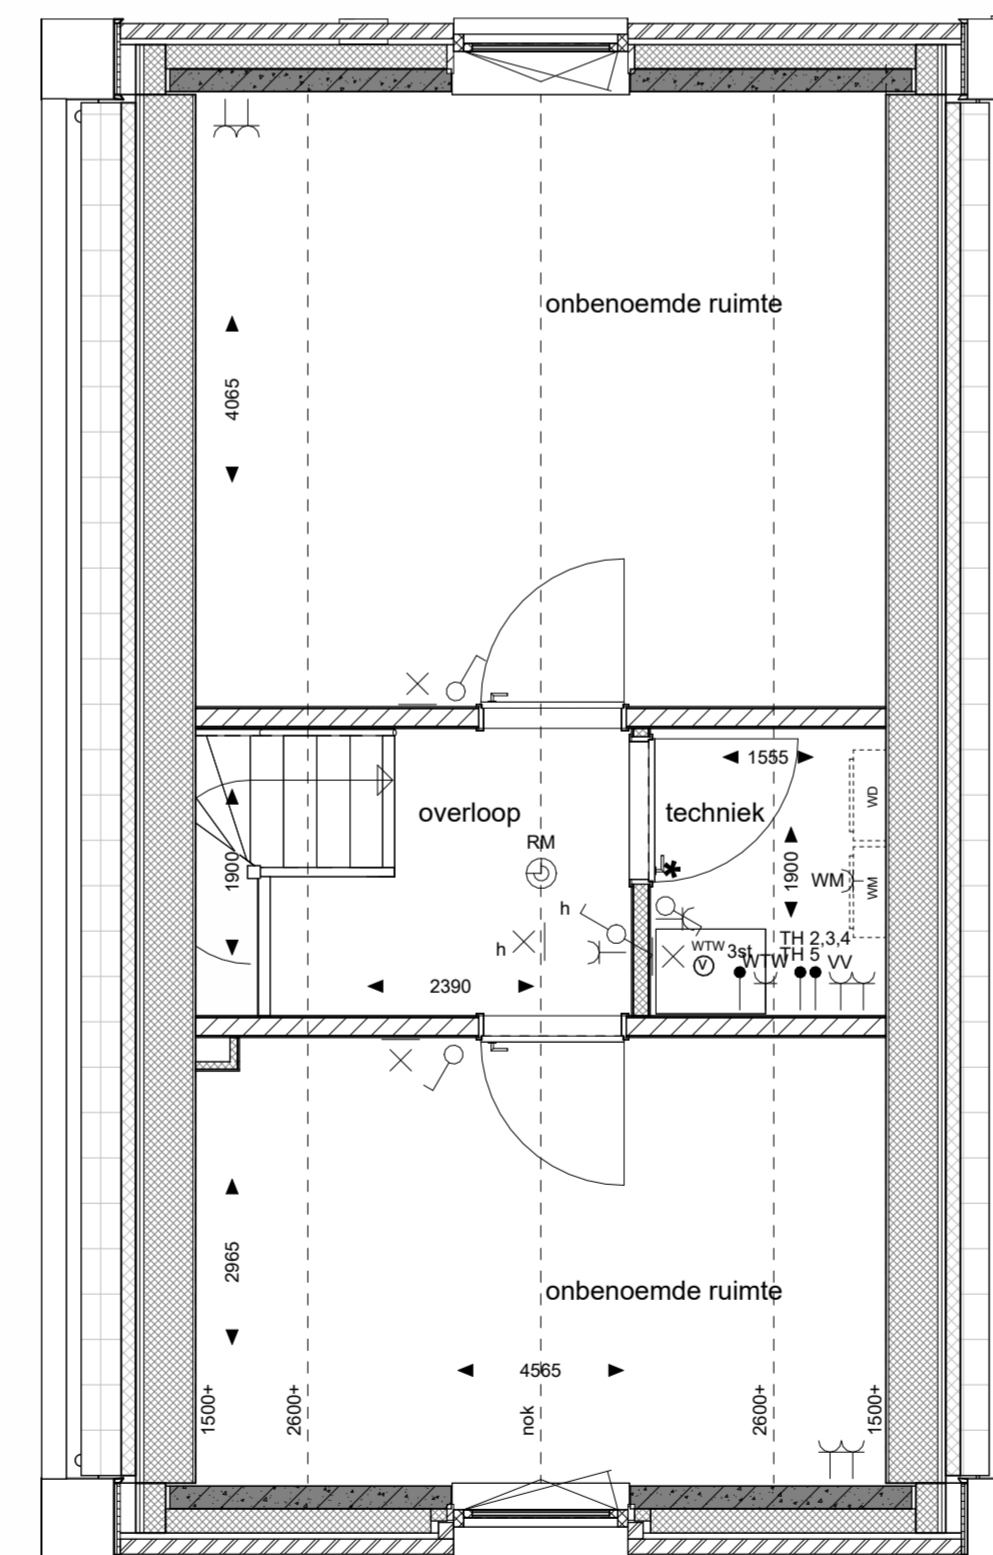 onbenoemde ruimte
4065
1555
overloop
techniek
WD
RM
1900
1900
WM
WM
h
h
WTW
3st
TH 2,3,4
TH 5
WTW
VV
V
2390
2965
onbenoemde ruimte
4565
1500+
2600+
nok
2600+
1500+